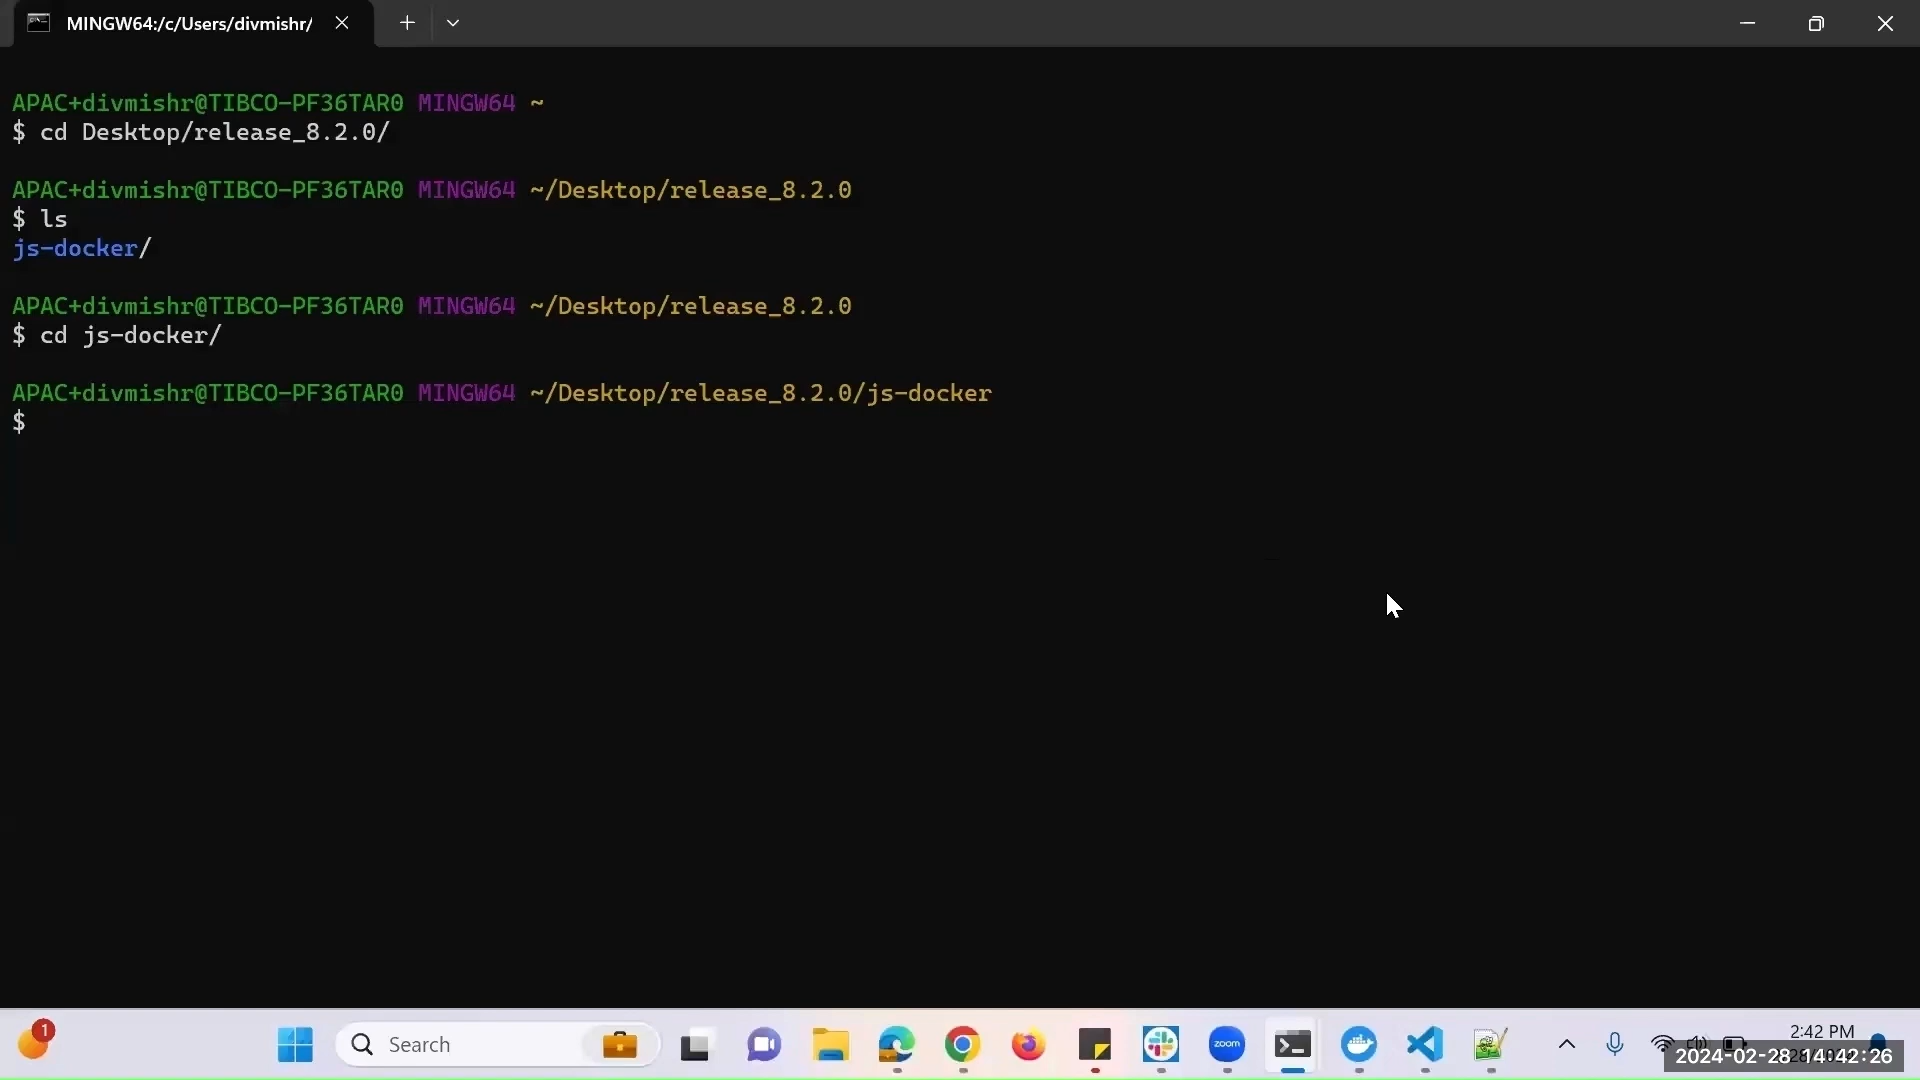 MINGW64:/c/Users/divmishr/
APAC+divmishr@TIBCO-PF36TAR0 MINGW64 ~
$ cd Desktop/release_8.2.0/
APAC+divmishr@TIBCO-PF36TAR0 MINGW64 ~/Desktop/release_8.2.0
$ ls
js-docker/
APAC+divmishr@TIBCO-PF36TAR0 MINGW64 ~/Desktop/release_8.2.0
$ cd js-docker/
APAC+divmishr@TIBCO-PF36TAR0 MINGW64 ~/Desktop/release_8.2.0/js-docker
$
1
Search
zoom
2:42 PM
2024-02-28 14:42:26